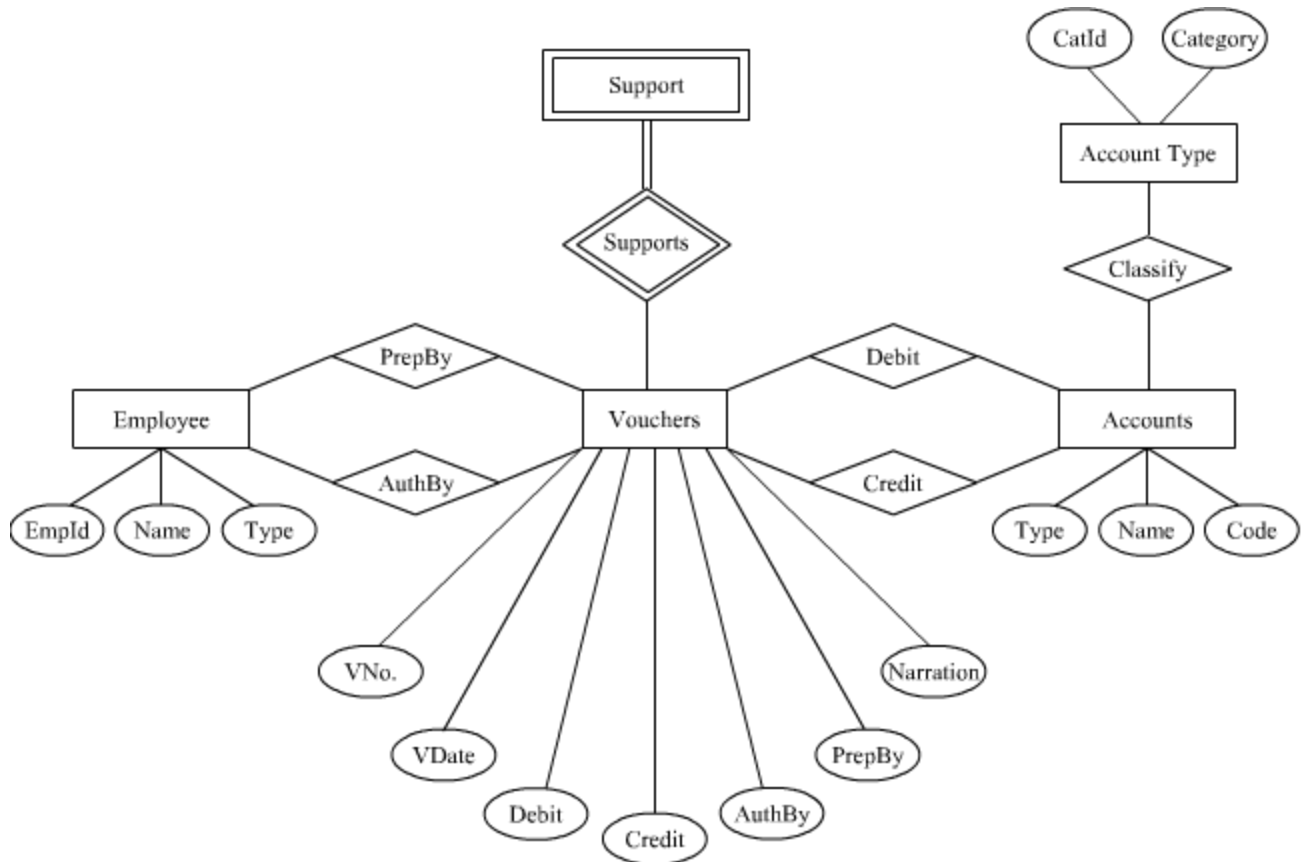 CatId
Category
Support
Account Type
Supports
Classify
PrepBy
Debit
Employee
Vouchers
Accounts
AuthBy
Credit
EmpId
Name
Type
Type
Name
Code
VNo.
Narration
VDate
PrepBy
Debit
AuthBy
Credit